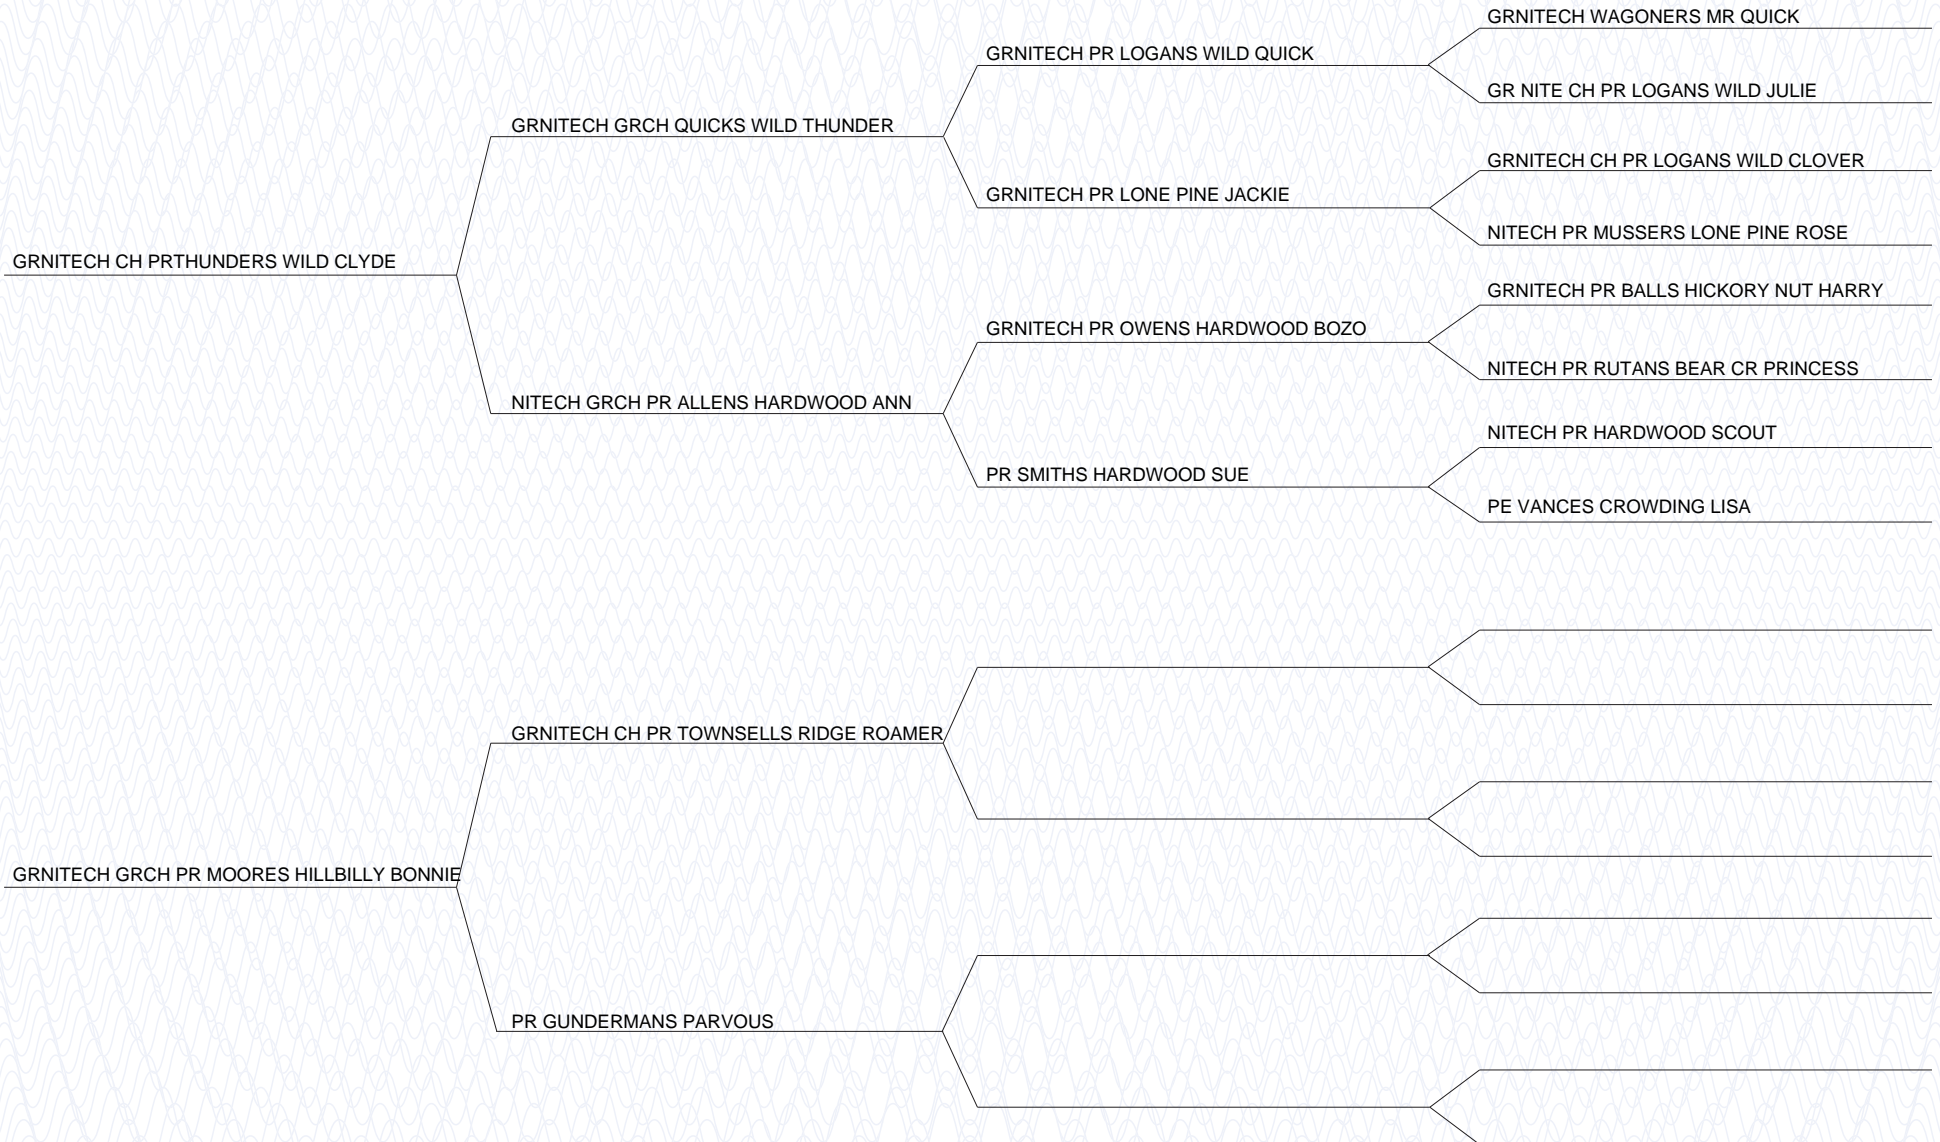 GRNITECH WAGONERS MR QUICK
GRNITECH PR LOGANS WILD QUICK
GR NITE CH PR LOGANS WILD JULIE
GRNITECH GRCH QUICKS WILD THUNDER
GRNITECH CH PR LOGANS WILD CLOVER
GRNITECH PR LONE PINE JACKIE
NITECH PR MUSSERS LONE PINE ROSE
GRNITECH CH PRTHUNDERS WILD CLYDE
GRNITECH PR BALLS HICKORY NUT HARRY
GRNITECH PR OWENS HARDWOOD BOZO
NITECH PR RUTANS BEAR CR PRINCESS
NITECH GRCH PR ALLENS HARDWOOD ANN
NITECH PR HARDWOOD SCOUT
PR SMITHS HARDWOOD SUE
PE VANCES CROWDING LISA
GRNITECH CH PR TOWNSELLS RIDGE ROAMER
GRNITECH GRCH PR MOORES HILLBILLY BONNIE
PR GUNDERMANS PARVOUS